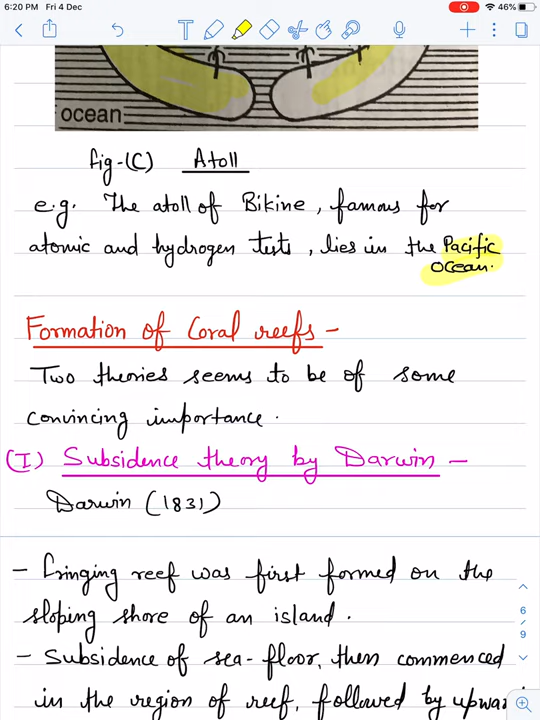 6:20 PM Fri 4 Dec
46%
ocean
fig-(C) Atoll
e.g. The atoll of Bikine, famous for
atomic and hydrogen tests, lies in the Pacific
ocean.
Formation of Coral reefs -
Two theories seems to be of some
convincing importance.
(I) Subsidence theory by Darwin -
Darwin (1831)
- Fringing reef was first formed on the
sloping shore of an island.
- Subsidence of sea-floor, then commenced
in the region of reef, followed by upwar
6/9